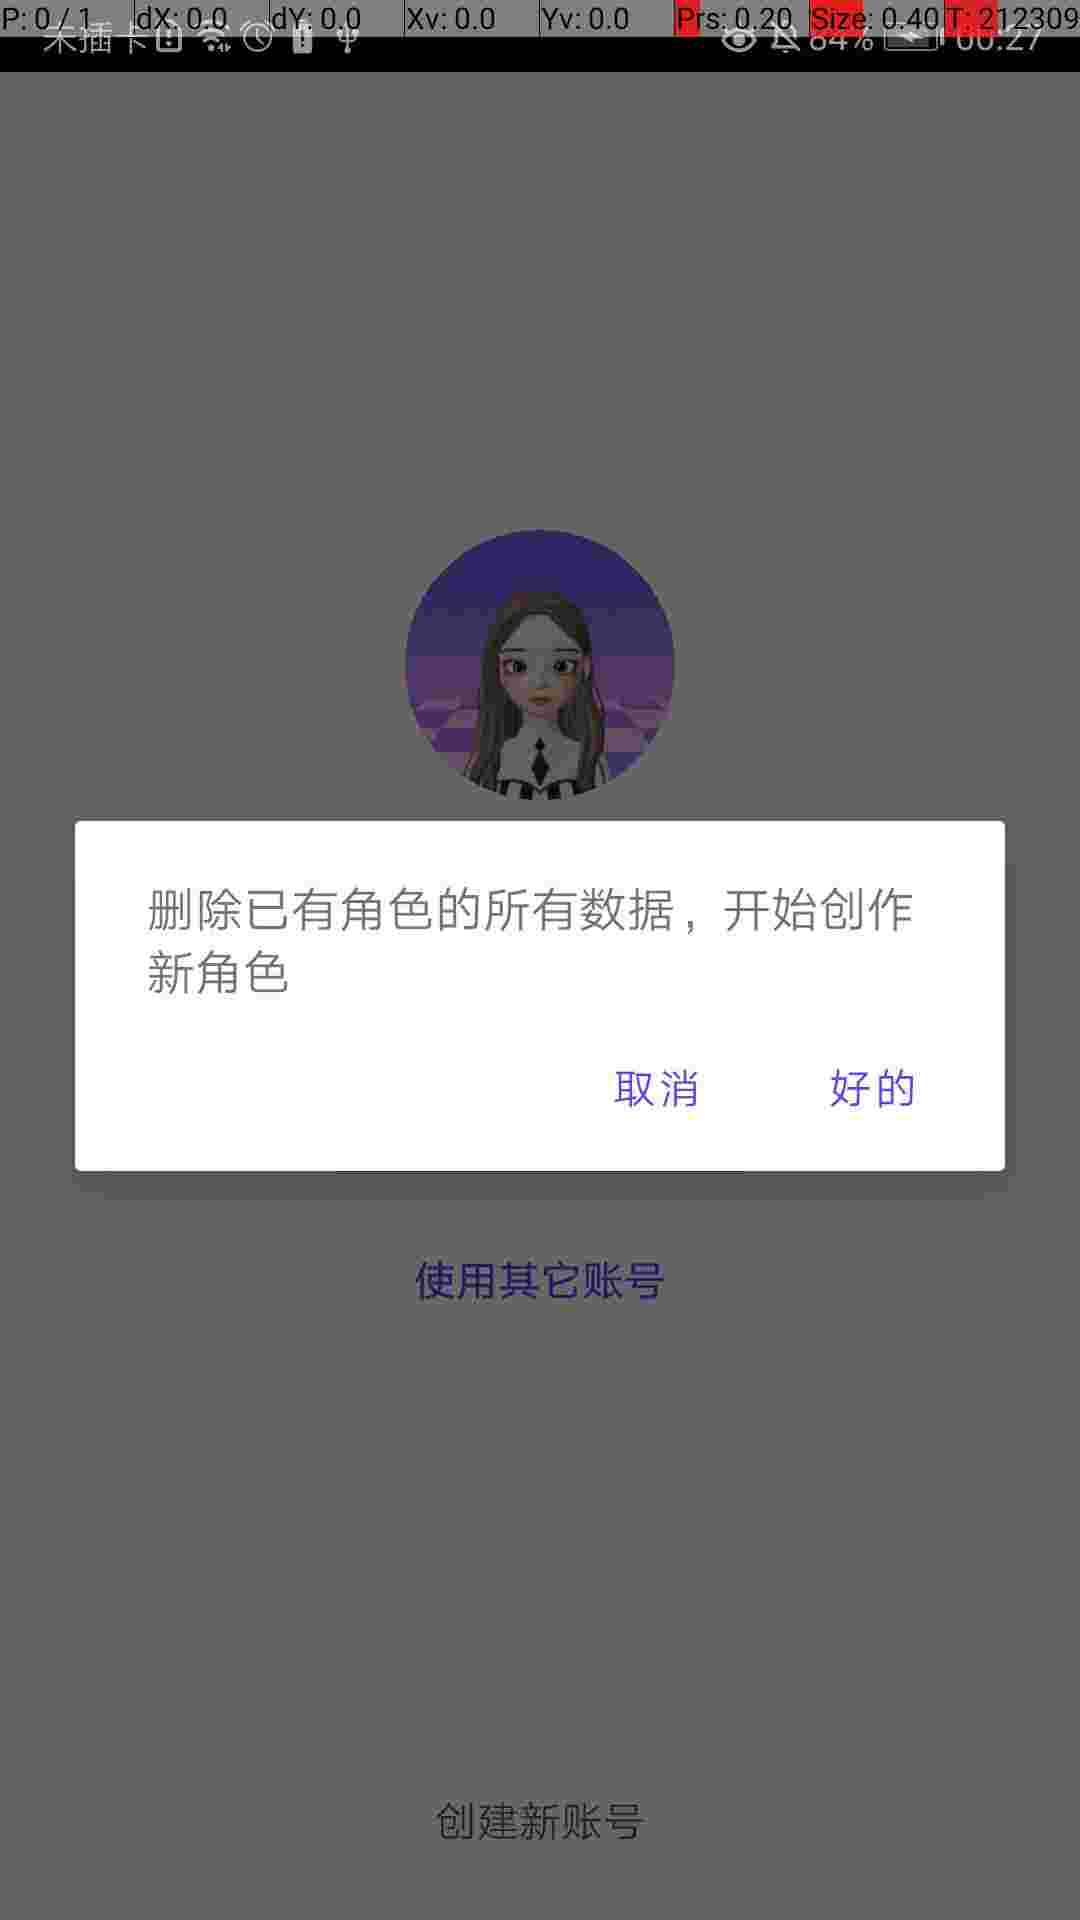 P: 0 / 1 dX: 0.0 dY: 0.0 Xv: 0.0 Yv: 0.0 Prs: 0.20 Size: 0.40 T: 212309
未插卡 84% 00:27
删除已有角色的所有数据，开始创作
新角色
取消 好的
使用其它账号
创建新账号